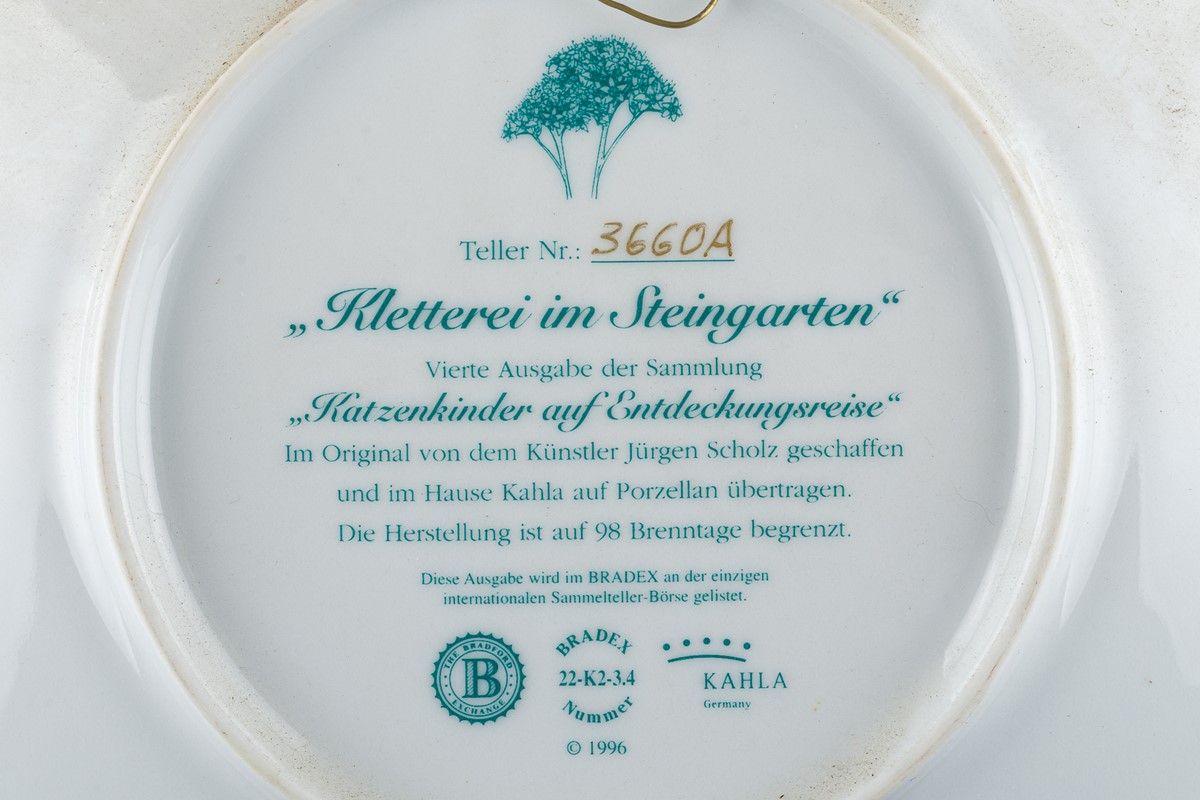 Teller Nr.: 3660A
„Kletterei im Steingarten“
Vierte Ausgabe der Sammlung
„Katzenkinder auf Entdeckungsreise“
Im Original von dem Künstler Jürgen Scholz geschaffen
und im Hause Kahla auf Porzellan übertragen.
Die Herstellung ist auf 98 Brenntage begrenzt.
Diese Ausgabe wird im BRADEX an der einzigen
internationalen Sammelteller-Börse gelistet.
THE BRADFORD
B
EXCHANGE
BRADEX
22-K2-3.4
Nummer
KAHLA
Germany
© 1996